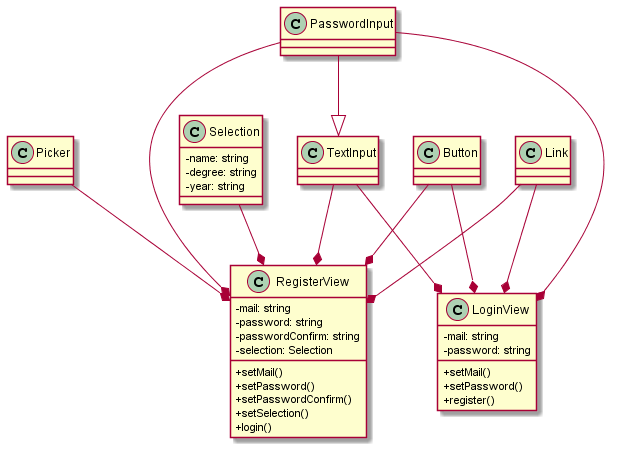 C PasswordInput
C Picker
C Selection
-name: string
-degree: string
-year: string
C TextInput
C Button
C Link
C RegisterView
-mail: string
-password: string
-passwordConfirm: string
-selection: Selection
+setMail()
+setPassword()
+setPasswordConfirm()
+setSelection()
+login()
C LoginView
-mail: string
-password: string
+setMail()
+setPassword()
+register()